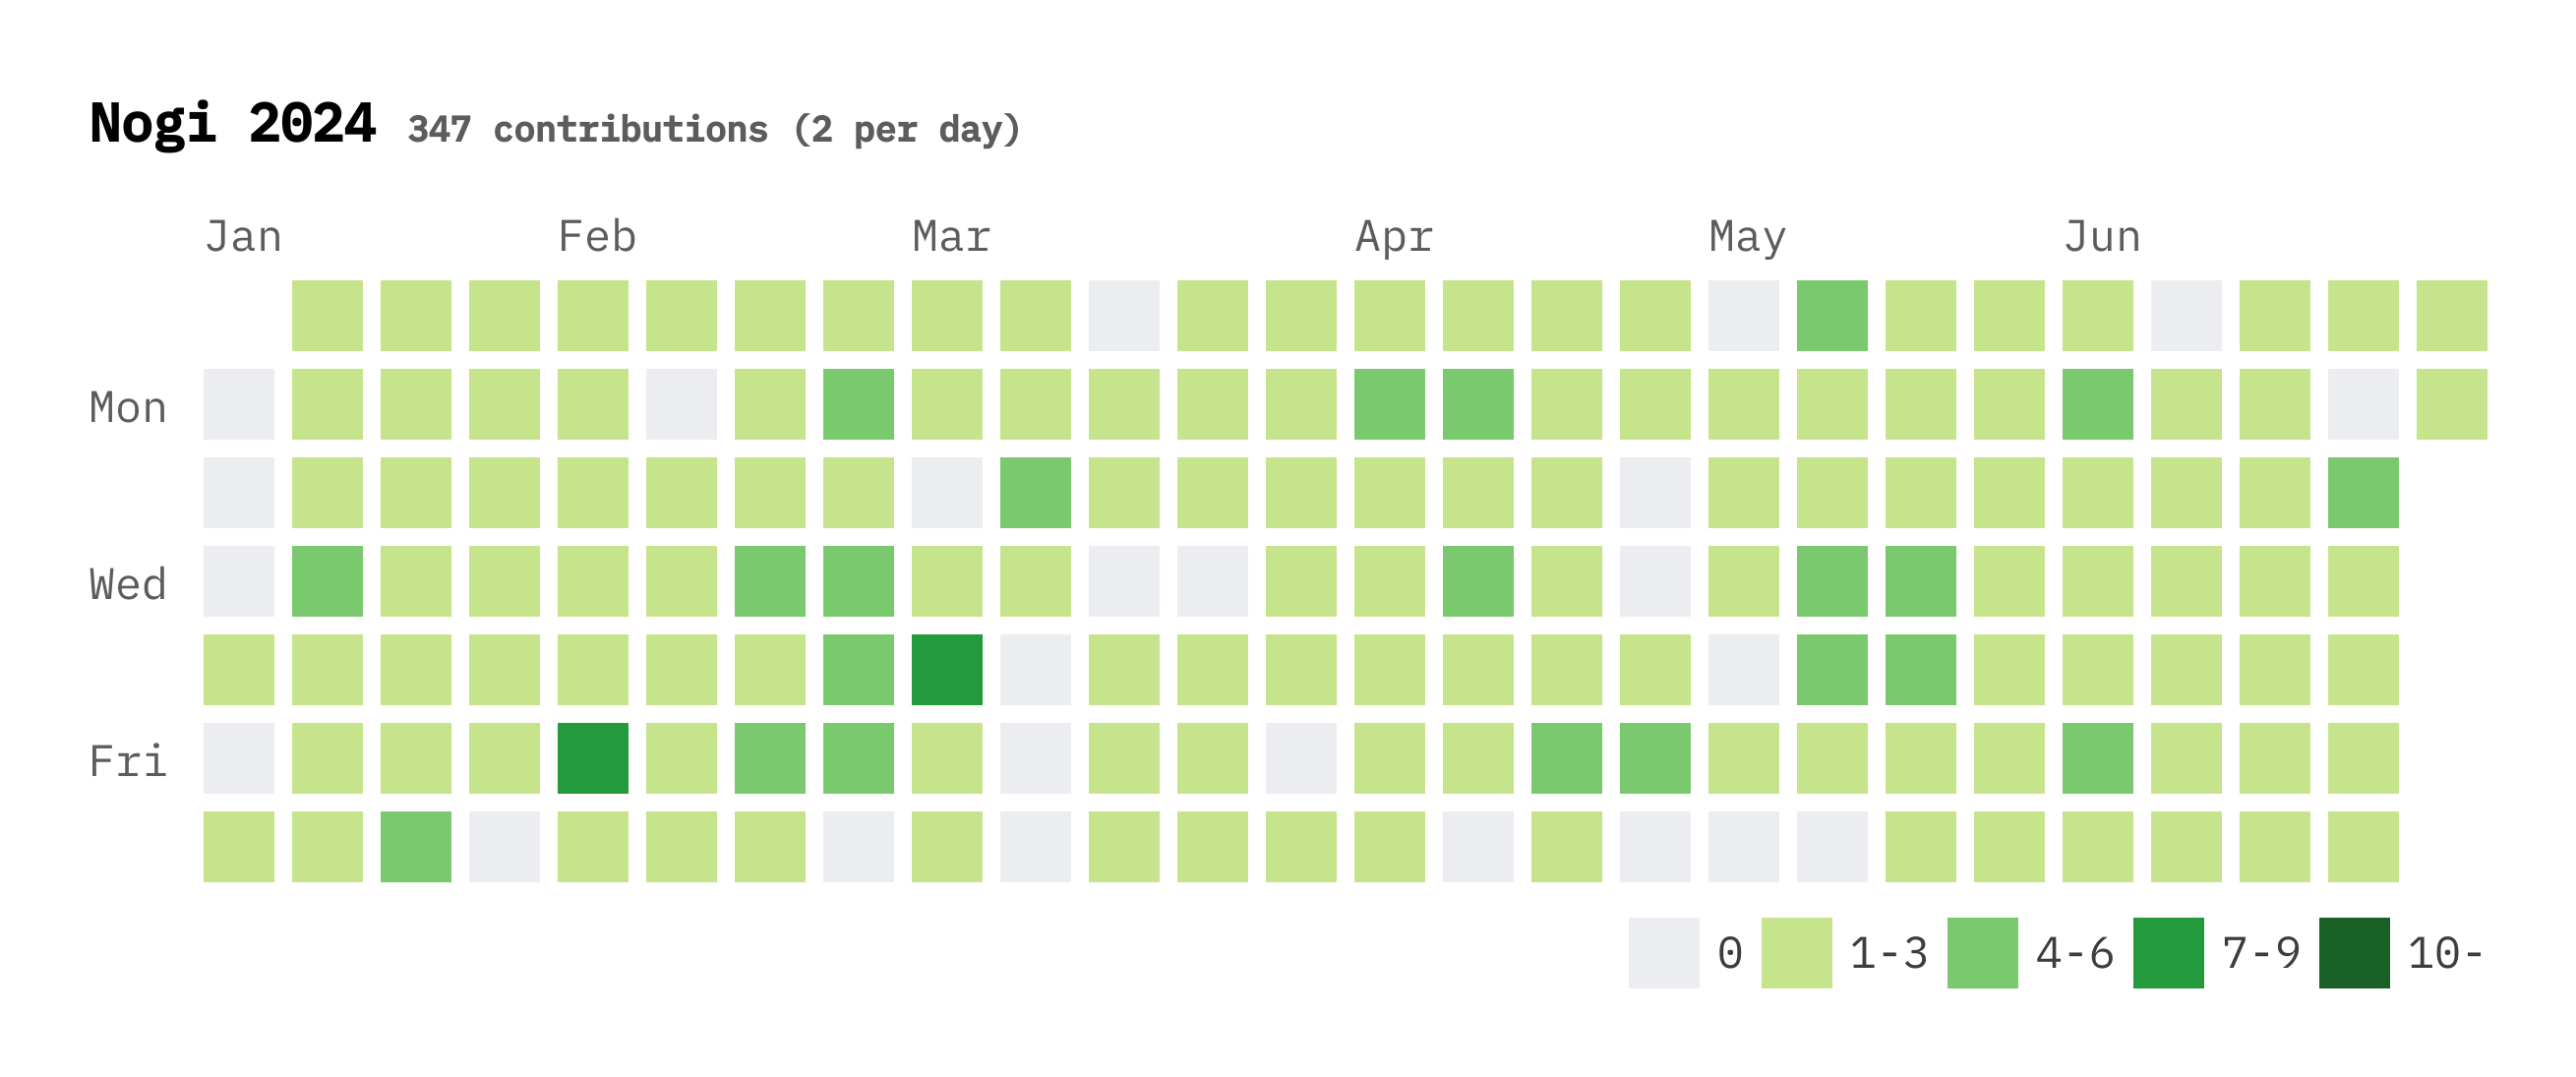 Nogi 2024 347 contributions (2 per day)
Jan Feb Mar Apr May Jun
Mon
Wed
Fri
0 1-3 4-6 7-9 10-